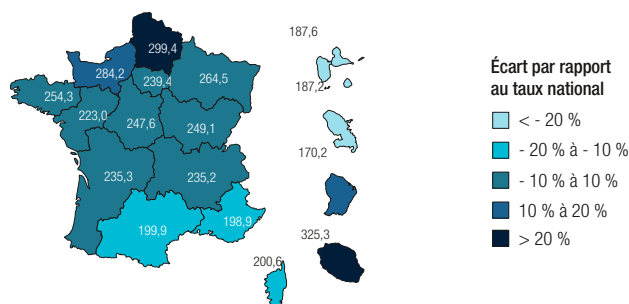 187,6
299,4
284,2
239,4
264,5
187,2
254,3
223,0
247,6
249,1
170,2
235,3
235,2
199,9
198,9
325,3
200,6
Écart par rapport
au taux national
< - 20 %
- 20 % à - 10 %
- 10 % à 10 %
10 % à 20 %
> 20 %